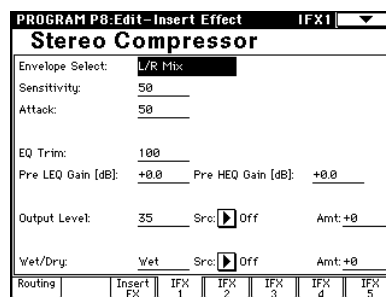 PROGRAM P8:Edit-Insert Effect IFX1
Stereo Compressor
Envelope Select: L/R Mix
Sensitivity: 50
Attack: 50
EQ Trim: 100
Pre LEQ Gain [dB]: +0.0 Pre HEQ Gain [dB]: +0.0
Output Level: 35 Src: Off Amt: +0
Wet/Dry: Wet Src: Off Amt: +0
Routing Insert FX IFX 1 IFX 2 IFX 3 IFX 4 IFX 5